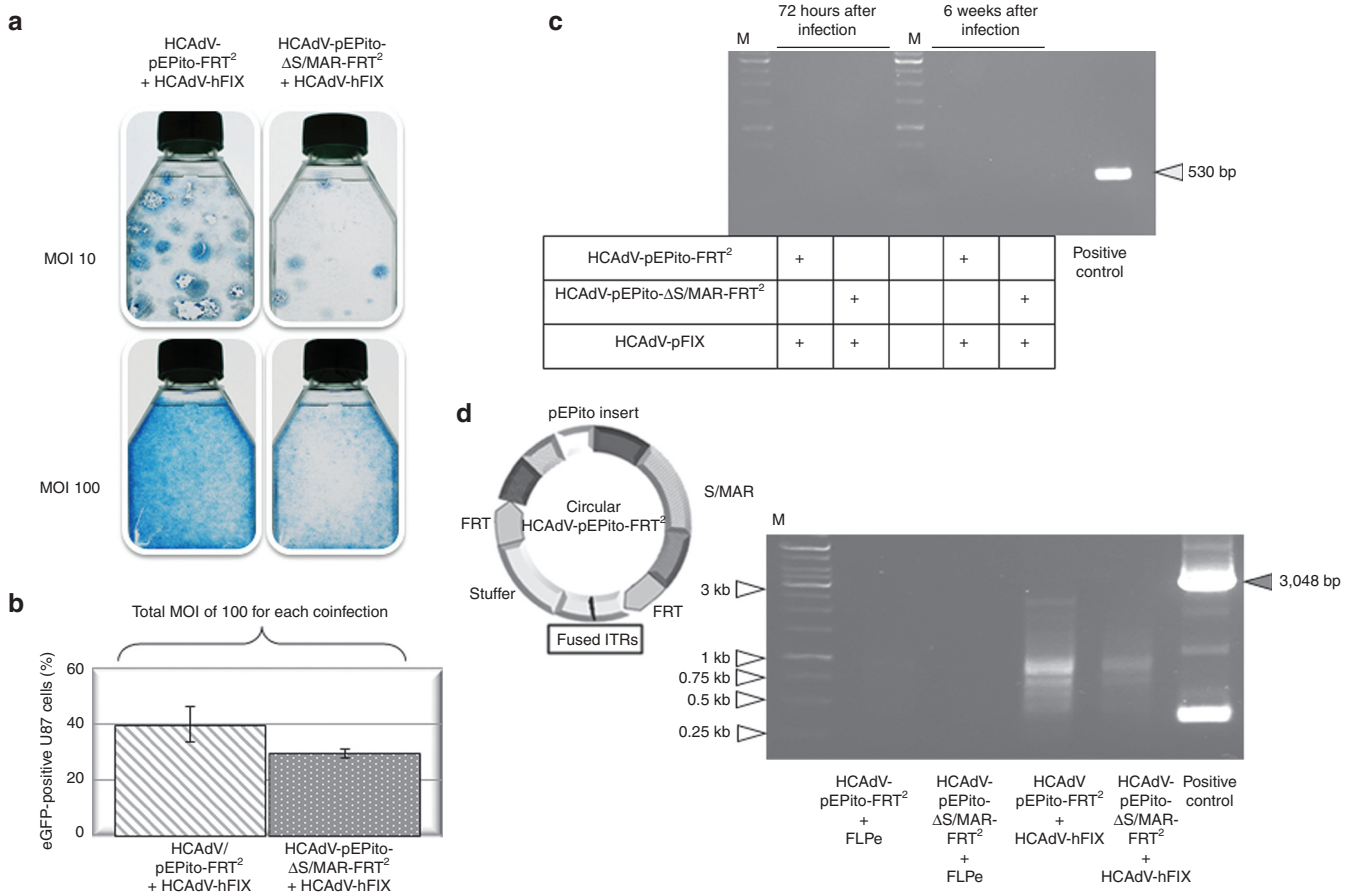 a
HCAdV-
pEPito-FRT²
+ HCAdV-hFIX
HCAdV-pEPito-
ΔS/MAR-FRT²
+ HCAdV-hFIX
MOI 10
MOI 100
b
Total MOI of 100 for each coinfection
eGFP-positive U87 cells (%)
60
40
20
0
HCAdV/
pEPito-FRT²
+ HCAdV-hFIX
HCAdV-pEPito-
ΔS/MAR-FRT²
+ HCAdV-hFIX
c
72 hours after
infection
6 weeks after
infection
M
M
530 bp
HCAdV-pEPito-FRT² + +
HCAdV-pEPito-ΔS/MAR-FRT² + +
HCAdV-pFIX + + + +
Positive
control
d
pEPito insert
S/MAR
Circular
HCAdV-pEPito-FRT²
FRT
Stuffer
FRT
Fused ITRs
M
3 kb
1 kb
0.75 kb
0.5 kb
0.25 kb
3,048 bp
HCAdV-
pEPito-FRT²
+
FLPe
HCAdV-
pEPito-
ΔS/MAR-
FRT²
+
FLPe
HCAdV
pEPito-FRT²
+
HCAdV-hFIX
HCAdV-
pEPito-
ΔS/MAR-
FRT²
+
HCAdV-hFIX
Positive
control